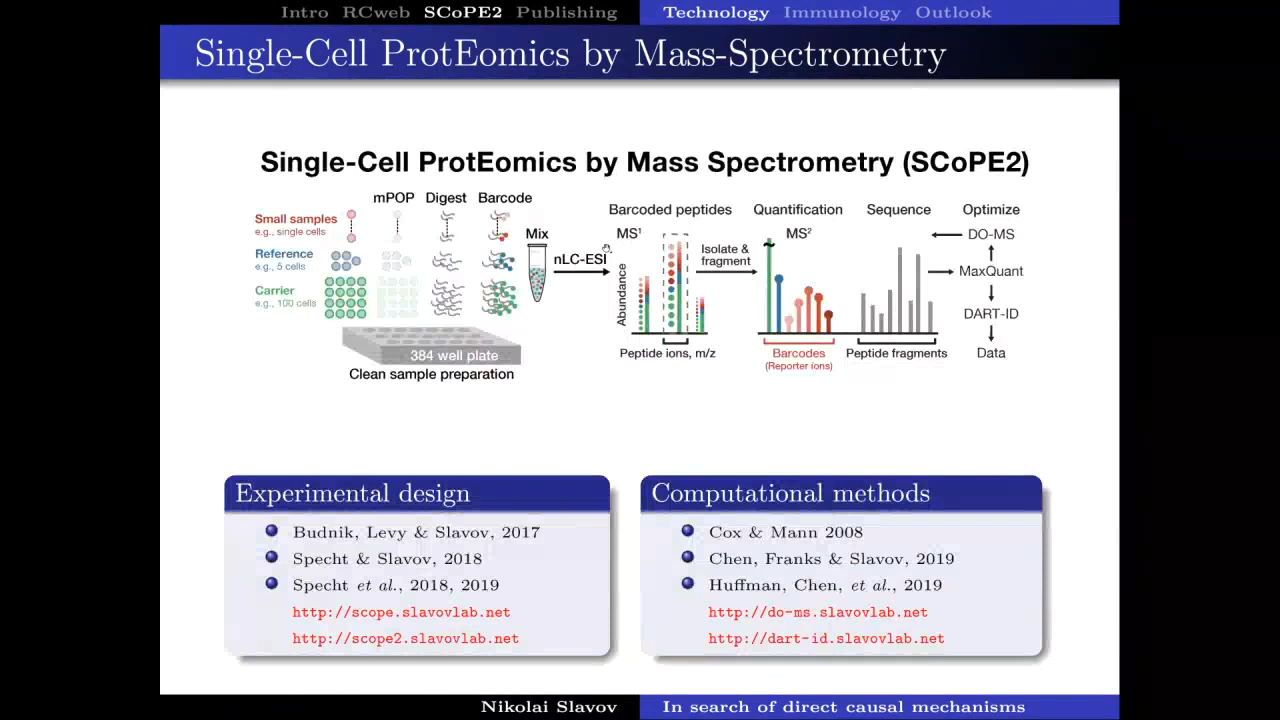 Intro RCweb SCoPE2 Publishing Technology Immunology Outlook
Single-Cell ProtEomics by Mass-Spectrometry
Single-Cell ProtEomics by Mass Spectrometry (SCoPE2)
mPOP Digest Barcode
Small samples
e.g., single cells
Reference
e.g., 5 cells
Carrier
e.g., 100 cells
384 well plate
Clean sample preparation
Mix
nLC-ESI
Barcoded peptides
MS¹
Abundance
Peptide ions, m/z
Isolate &
fragment
Quantification
MS²
Barcodes
(Reporter ions)
Sequence
Peptide fragments
Optimize
DO-MS
MaxQuant
DART-ID
Data
Experimental design
Budnik, Levy & Slavov, 2017
Specht & Slavov, 2018
Specht et al., 2018, 2019
http://scope.slavovlab.net
http://scope2.slavovlab.net
Computational methods
Cox & Mann 2008
Chen, Franks & Slavov, 2019
Huffman, Chen, et al., 2019
http://do-ms.slavovlab.net
http://dart-id.slavovlab.net
Nikolai Slavov In search of direct causal mechanisms